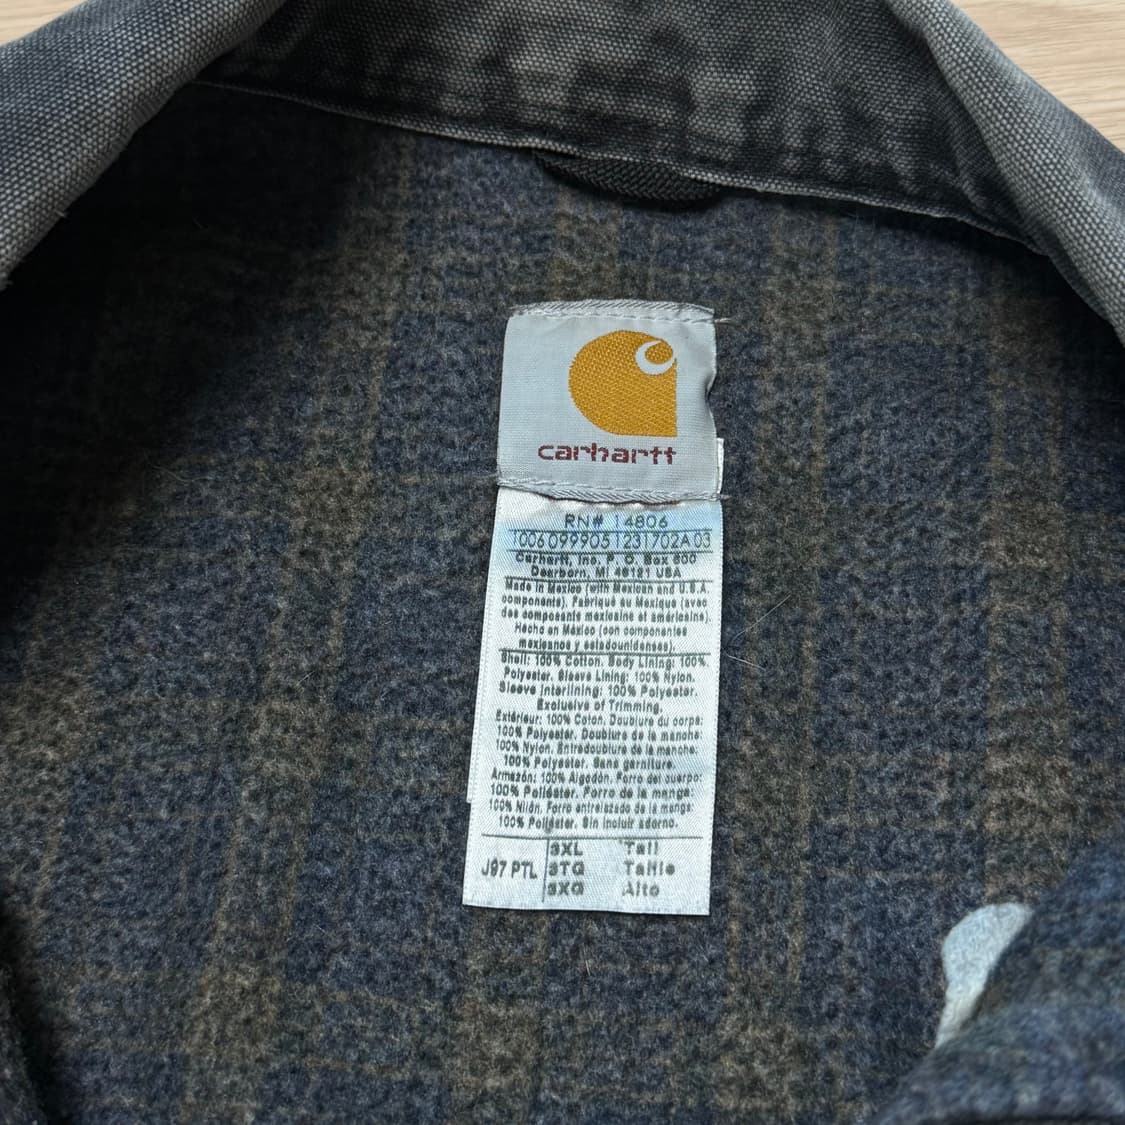 carhartt
RN# 14806
1006099905 1231702A 03
Carhartt, Inc. P. O. Box 600
Dearborn, MI 48121 USA
Made in Mexico (with Mexican and U.S.A
components). Fabriqué au Mexique (avec
des composants mexicains et américains).
Hecho en México (con componentes
mexicanos y estadounidenses).
Shell: 100% Cotton. Body Lining: 100%
Polyester. Sleeve Lining: 100% Nylon.
Sleeve Interlining: 100% Polyester.
Exclusive of Trimming.
Extérieur: 100% Coton. Doublure du corps:
100% Polyester. Doublure de la manche:
100% Nylon. Entredoublure de la manche:
100% Polyester. Sans garniture.
Armazón: 100% Algodón. Forro del cuerpo:
100% Poliéster. Forro de la manga:
100% Nilón. Forro entrelazado de la manga:
100% Poliéster. Sin incluir adorno.
J97 PTL
3XL Tall
3TG Taille
3XG Alto